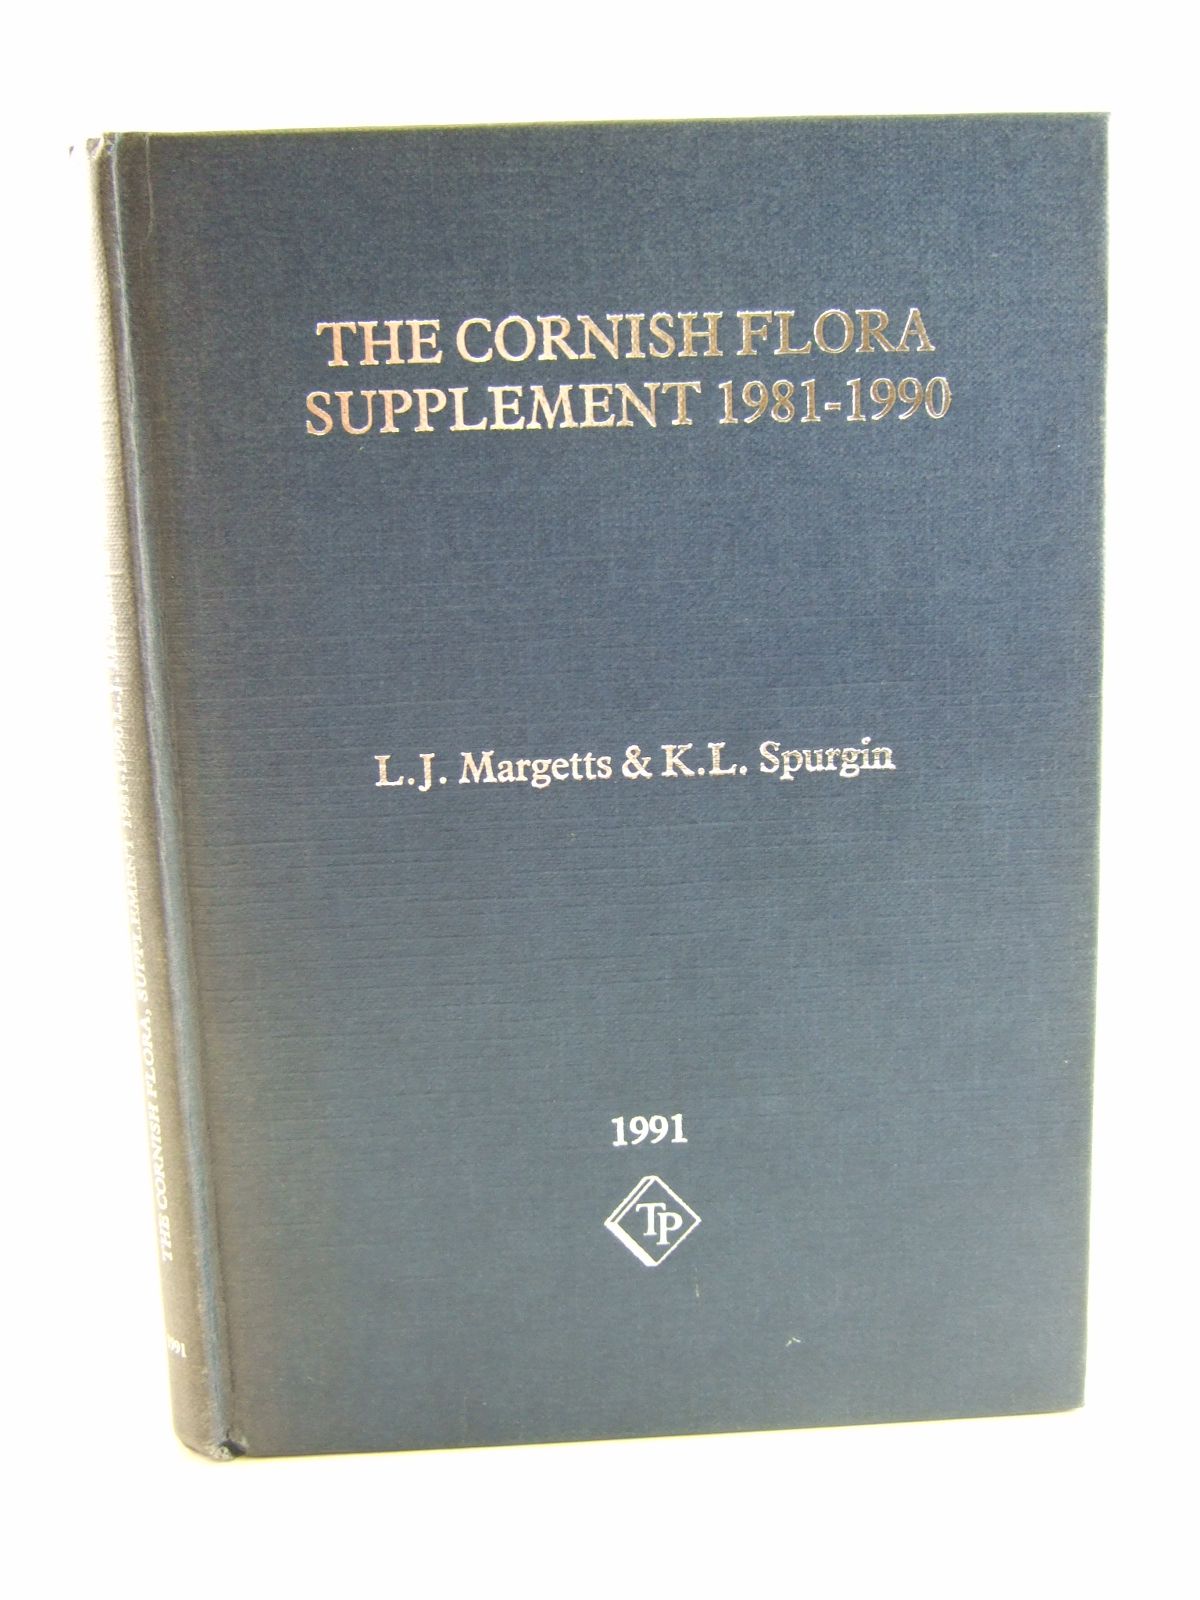 THE CORNISH FLORA
SUPPLEMENT 1981-1990
L.J. Margetts & K.L. Spurgin
1991
TP
THE CORNISH FLORA, SUPPLEMENT
1991